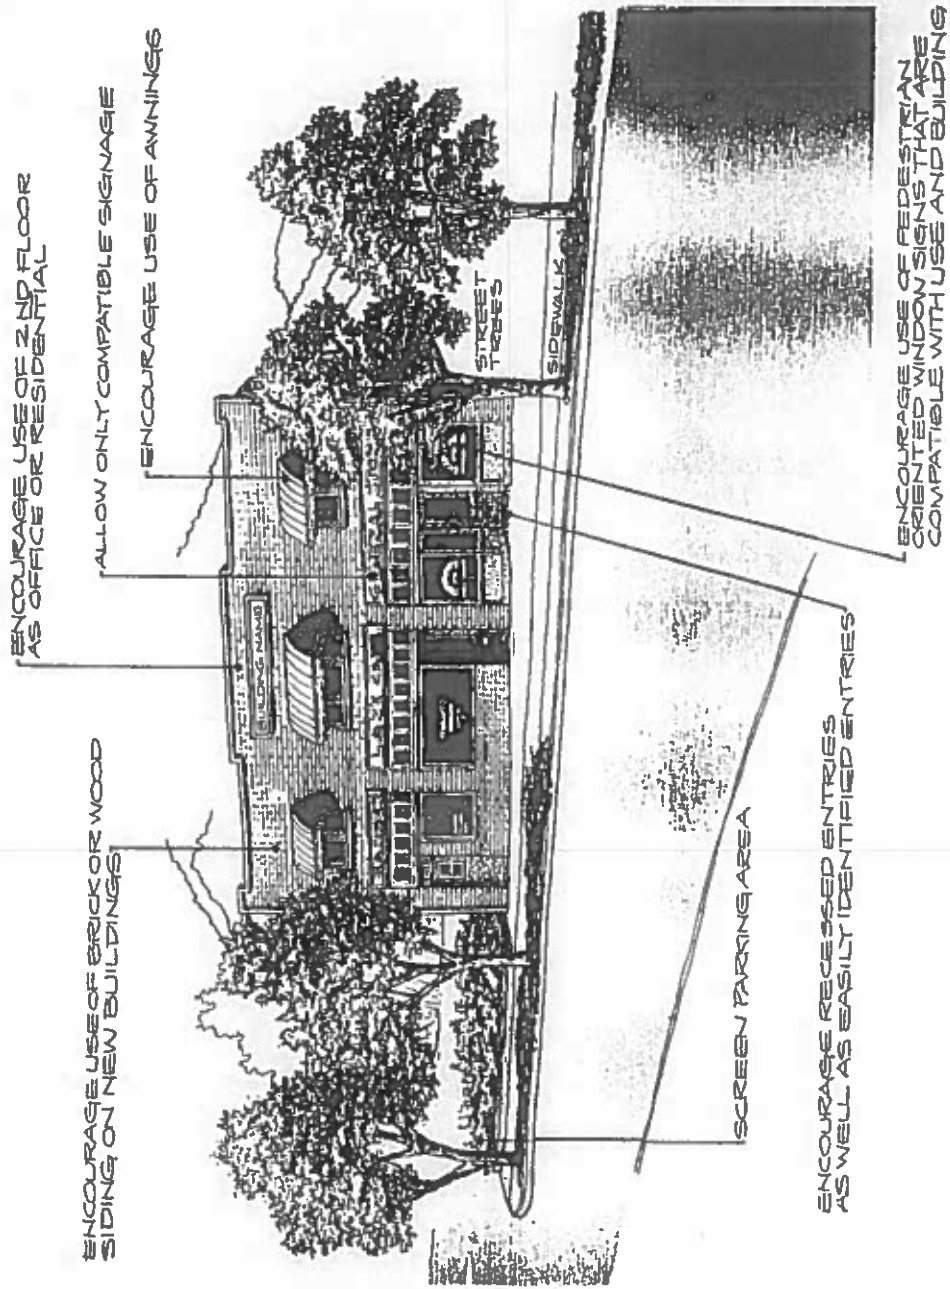 ENCOURAGE USE OF BRICK OR WOOD
SIDING ON NEW BUILDINGS
ENCOURAGE USE OF 2ND FLOOR
AS OFFICE OR RESIDENTIAL
ALLOW ONLY COMPATIBLE SIGNAGE
ENCOURAGE USE OF AWNINGS
BUILDING NAME
STREET
TREES
SIDEWALK
SCREEN PARKING AREA
ENCOURAGE RECESSED ENTRIES
AS WELL AS EASILY IDENTIFIED ENTRIES
ENCOURAGE USE OF PEDESTRIAN
ORIENTED WINDOW SIGNS THAT ARE
COMPATIBLE WITH USE AND BUILDING